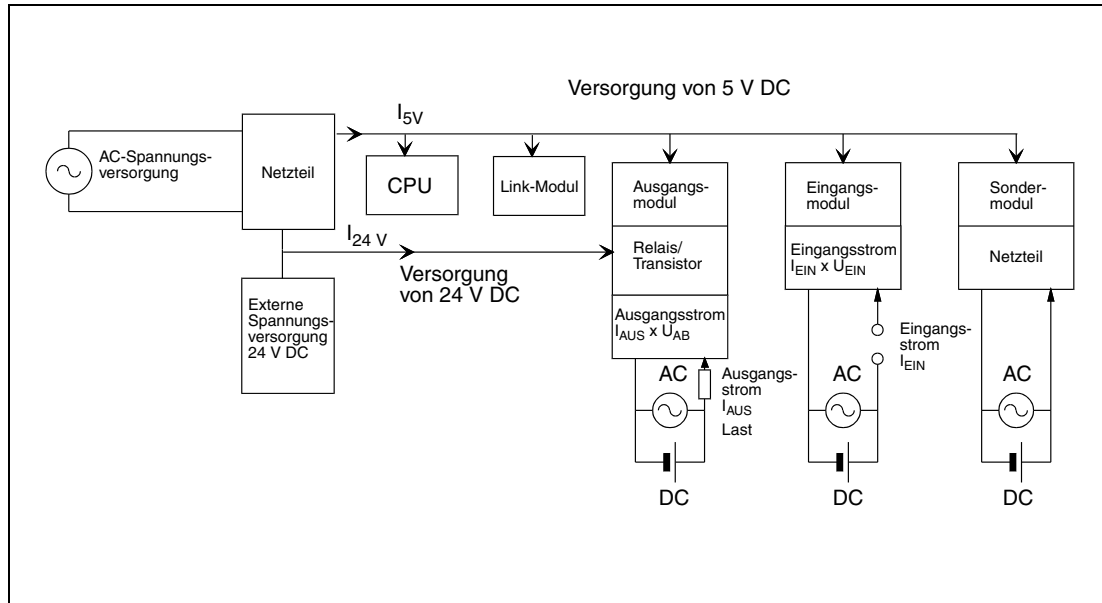 Versorgung von 5 V DC
I5V
AC-Spannungs-
versorgung
Netzteil
CPU
Link-Modul
Ausgangs-
modul
Eingangs-
modul
Sonder-
modul
I24 V
Versorgung
von 24 V DC
Relais/
Transistor
Eingangsstrom
IEIN x UEIN
Netzteil
Externe
Spannungs-
versorgung
24 V DC
Ausgangsstrom
IAUS x UAB
Eingangs-
strom
IEIN
AC
Ausgangs-
strom
IAUS
Last
AC
AC
DC
DC
DC